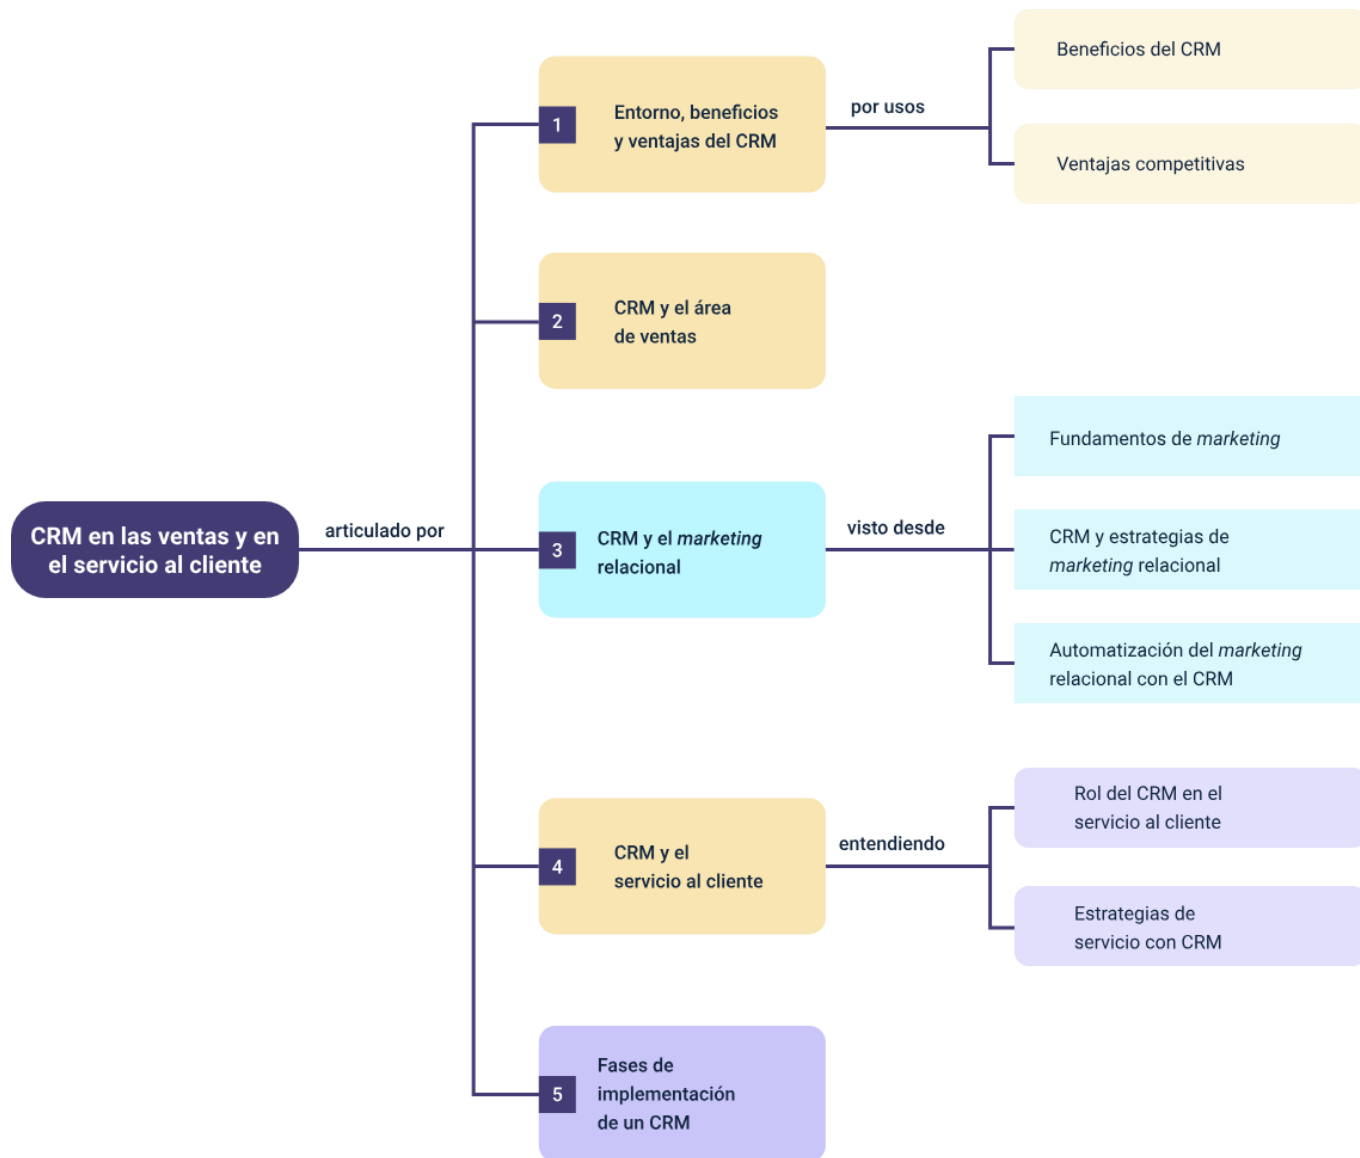 CRM en las ventas y en
el servicio al cliente
articulado por
1
Entorno, beneficios
y ventajas del CRM
por usos
Beneficios del CRM
Ventajas competitivas
2
CRM y el área
de ventas
3
CRM y el marketing
relacional
visto desde
Fundamentos de marketing
CRM y estrategias de
marketing relacional
Automatización del marketing
relacional con el CRM
4
CRM y el
servicio al cliente
entendiendo
Rol del CRM en el
servicio al cliente
Estrategias de
servicio con CRM
5
Fases de
implementación
de un CRM